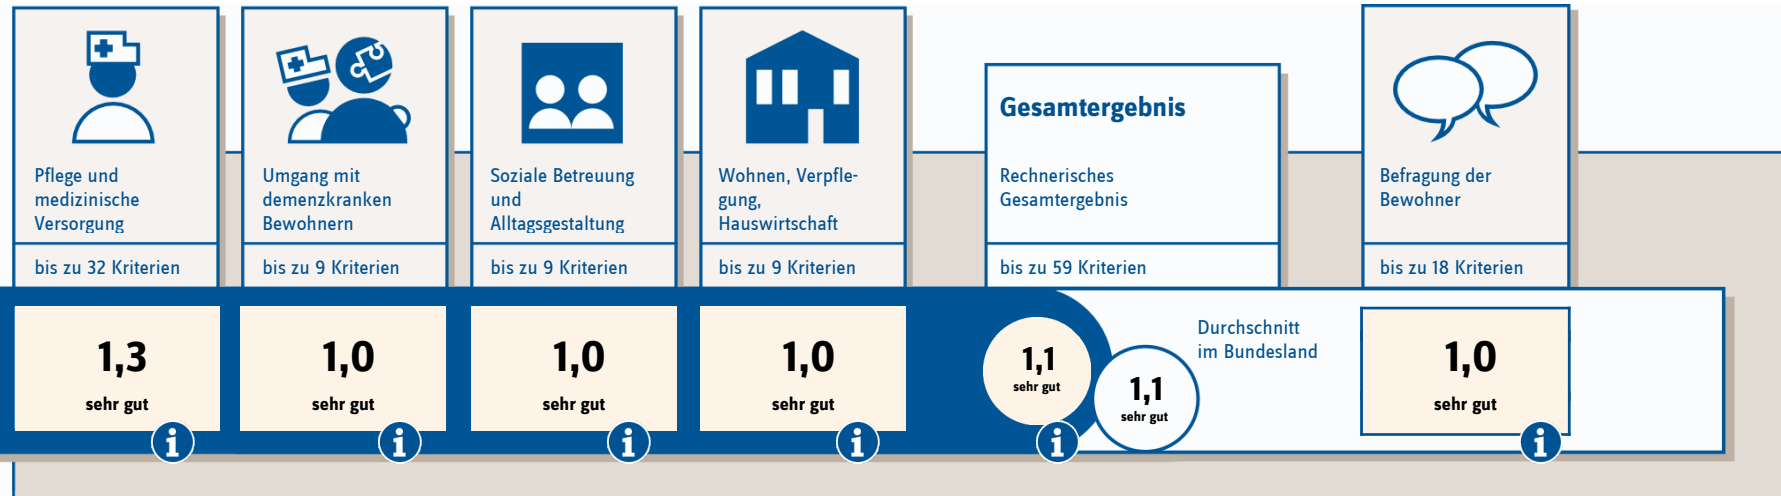 Pflege und
medizinische
Versorgung
bis zu 32 Kriterien
1,3
sehr gut
i
Umgang mit
demenzkranken
Bewohnern
bis zu 9 Kriterien
1,0
sehr gut
i
Soziale Betreuung
und
Alltagsgestaltung
bis zu 9 Kriterien
1,0
sehr gut
i
Wohnen, Verpfle-
gung,
Hauswirtschaft
bis zu 9 Kriterien
1,0
sehr gut
i
Gesamtergebnis
Rechnerisches
Gesamtergebnis
bis zu 59 Kriterien
1,1
sehr gut
i
1,1
sehr gut
Durchschnitt
im Bundesland
Befragung der
Bewohner
bis zu 18 Kriterien
1,0
sehr gut
i